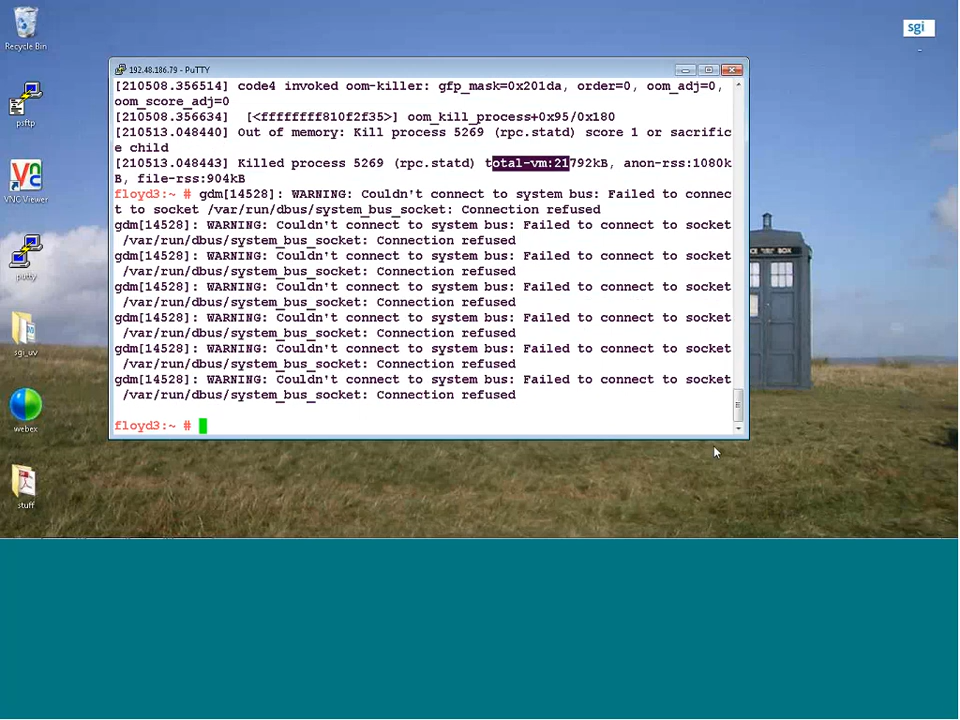 Recycle Bin
psftp
VNC Viewer
putty
sgi_uv
webex
stuff
sgi
192.48.186.79 - PuTTY
[210508.356514] code4 invoked oom-killer: gfp_mask=0x201da, order=0, oom_adj=0,
oom_score_adj=0
[210508.356634]  [<ffffffff810f2f35>] oom_kill_process+0x95/0x180
[210513.048440] Out of memory: Kill process 5269 (rpc.statd) score 1 or sacrific
e child
[210513.048443] Killed process 5269 (rpc.statd) total-vm:21792kB, anon-rss:1080k
B, file-rss:904kB
floyd3:~ # gdm[14528]: WARNING: Couldn't connect to system bus: Failed to connec
t to socket /var/run/dbus/system_bus_socket: Connection refused
gdm[14528]: WARNING: Couldn't connect to system bus: Failed to connect to socket
/var/run/dbus/system_bus_socket: Connection refused
gdm[14528]: WARNING: Couldn't connect to system bus: Failed to connect to socket
/var/run/dbus/system_bus_socket: Connection refused
gdm[14528]: WARNING: Couldn't connect to system bus: Failed to connect to socket
/var/run/dbus/system_bus_socket: Connection refused
gdm[14528]: WARNING: Couldn't connect to system bus: Failed to connect to socket
/var/run/dbus/system_bus_socket: Connection refused
gdm[14528]: WARNING: Couldn't connect to system bus: Failed to connect to socket
/var/run/dbus/system_bus_socket: Connection refused
gdm[14528]: WARNING: Couldn't connect to system bus: Failed to connect to socket
/var/run/dbus/system_bus_socket: Connection refused
floyd3:~ #
BOX